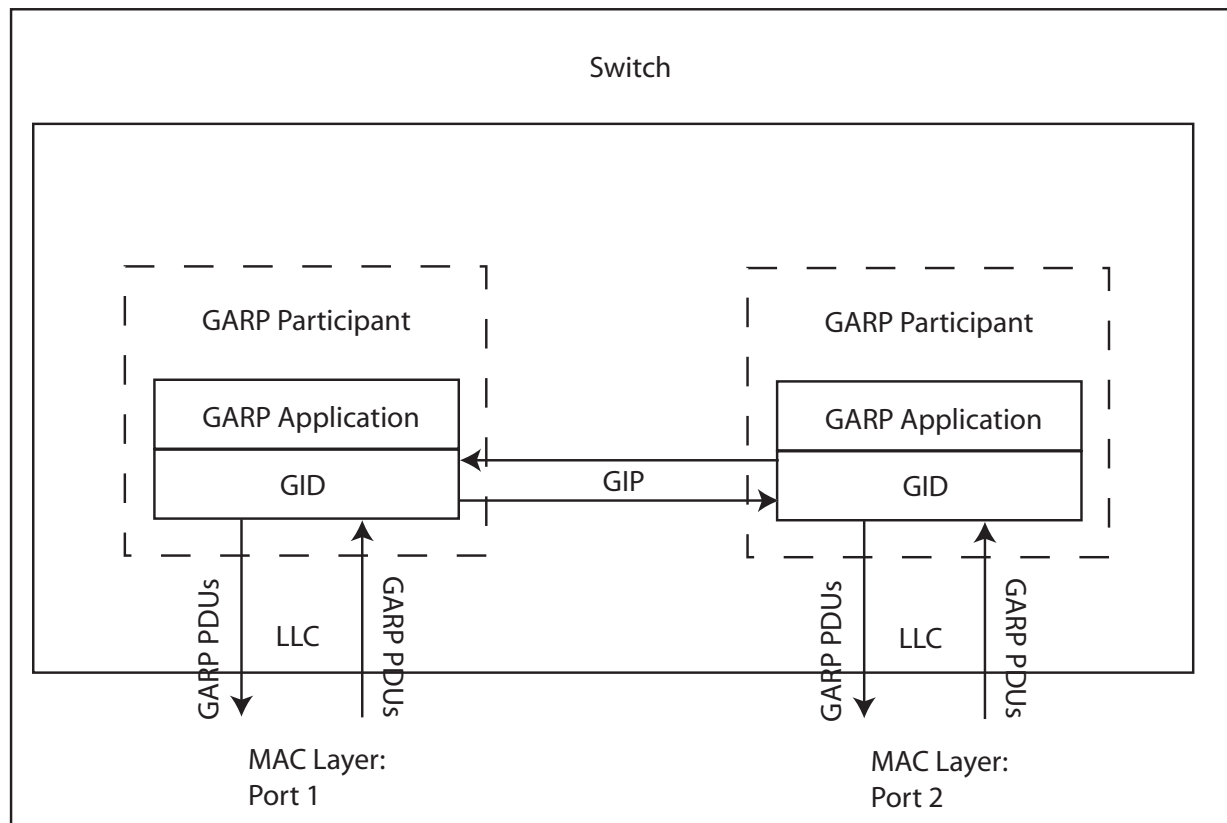 Switch
GARP Participant
GARP Participant
GARP Application
GARP Application
GID
GIP
GID
GARP PDUs
LLC
GARP PDUs
GARP PDUs
LLC
GARP PDUs
MAC Layer:
Port 1
MAC Layer:
Port 2